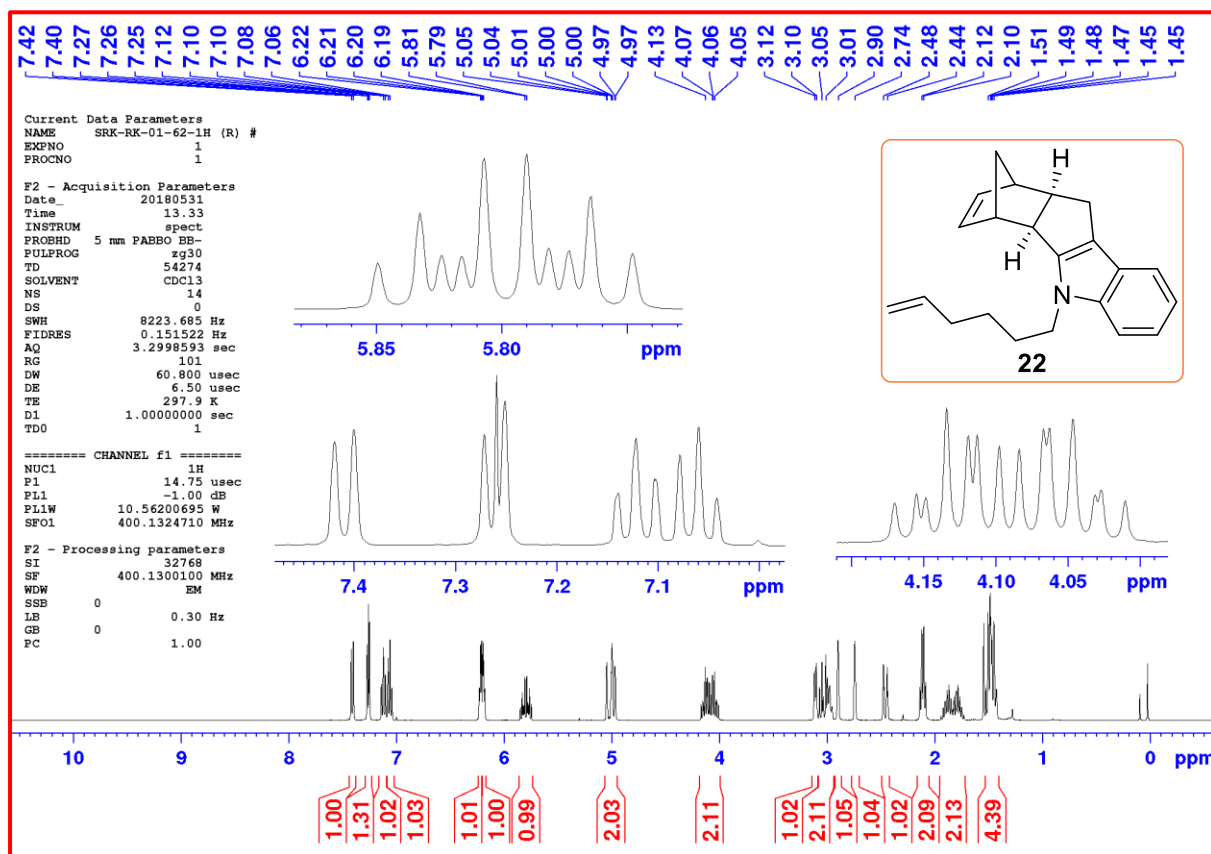 7.42 7.40 7.27 7.26 7.25 7.12 7.10 7.10 7.08 7.06 6.22 6.21 6.20 6.19 5.81 5.79 5.05 5.04 5.01 5.00 5.00 4.97 4.97 4.13 4.07 4.06 4.05 3.12 3.10 3.05 3.01 2.90 2.74 2.48 2.44 2.12 2.10 1.51 1.49 1.48 1.47 1.45 1.45
Current Data Parameters
NAME SRK-RK-01-62-1H (R) #
EXPNO 1
PROCNO 1
F2 - Acquisition Parameters
Date_ 20180531
Time 13.33
INSTRUM spect
PROBHD 5 mm PABBO BB-
PULPROG zg30
TD 54274
SOLVENT CDCl3
NS 14
DS 0
SWH 8223.685 Hz
FIDRES 0.151522 Hz
AQ 3.2998593 sec
RG 101
DW 60.800 usec
DE 6.50 usec
TE 297.9 K
D1 1.00000000 sec
TD0 1
======== CHANNEL f1 ========
NUC1 1H
P1 14.75 usec
PL1 -1.00 dB
PL1W 10.56200695 W
SFO1 400.1324710 MHz
F2 - Processing parameters
SI 32768
SF 400.1300100 MHz
WDW EM
SSB 0
LB 0.30 Hz
GB 0
PC 1.00
5.85 5.80 ppm
H
H
N
22
7.4 7.3 7.2 7.1 ppm
4.15 4.10 4.05 ppm
10 9 8 7 6 5 4 3 2 1 0 ppm
1.00 1.31 1.02 1.03 1.01 1.00 0.99 2.03 2.11 1.02 2.11 1.05 1.04 1.02 2.09 2.13 4.39